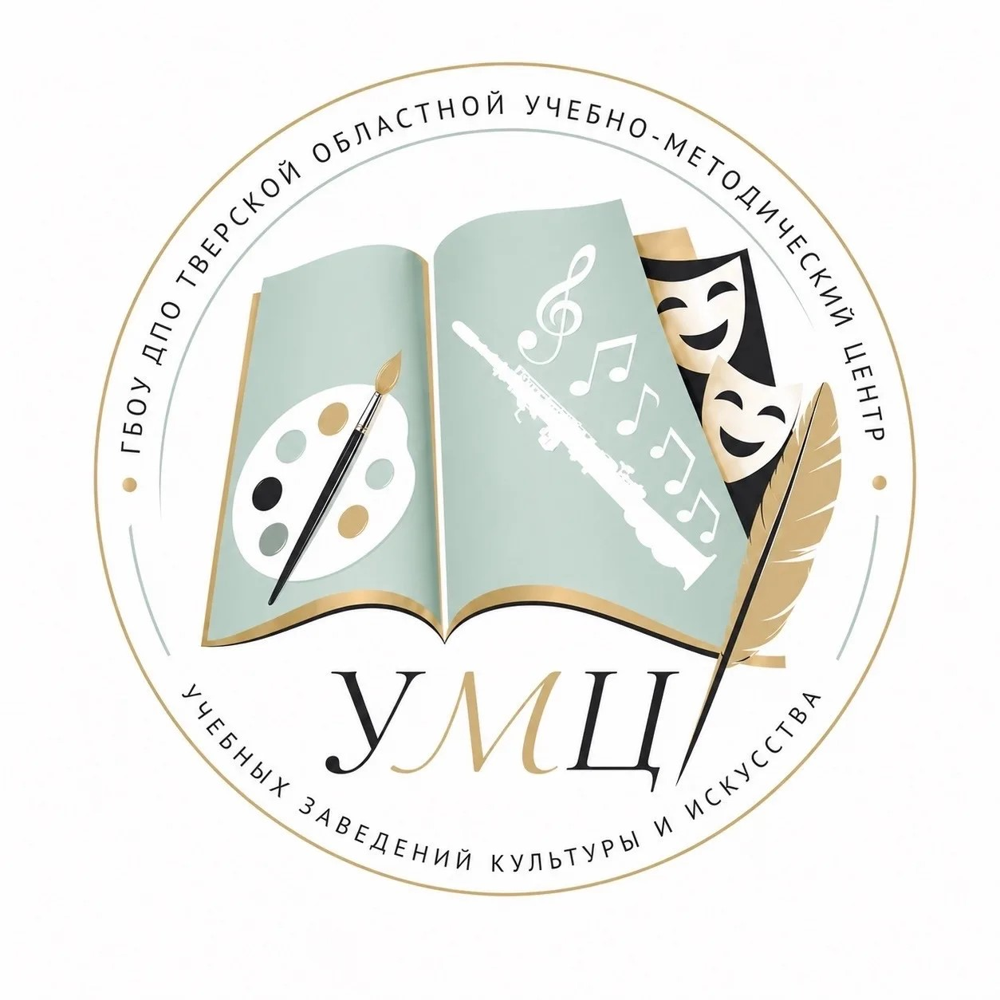 ГБОУ ДПО ТВЕРСКОЙ ОБЛАСТНОЙ УЧЕБНО-МЕТОДИЧЕСКИЙ ЦЕНТР
УМЦ
УЧЕБНЫХ ЗАВЕДЕНИЙ КУЛЬТУРЫ И ИСКУССТВА